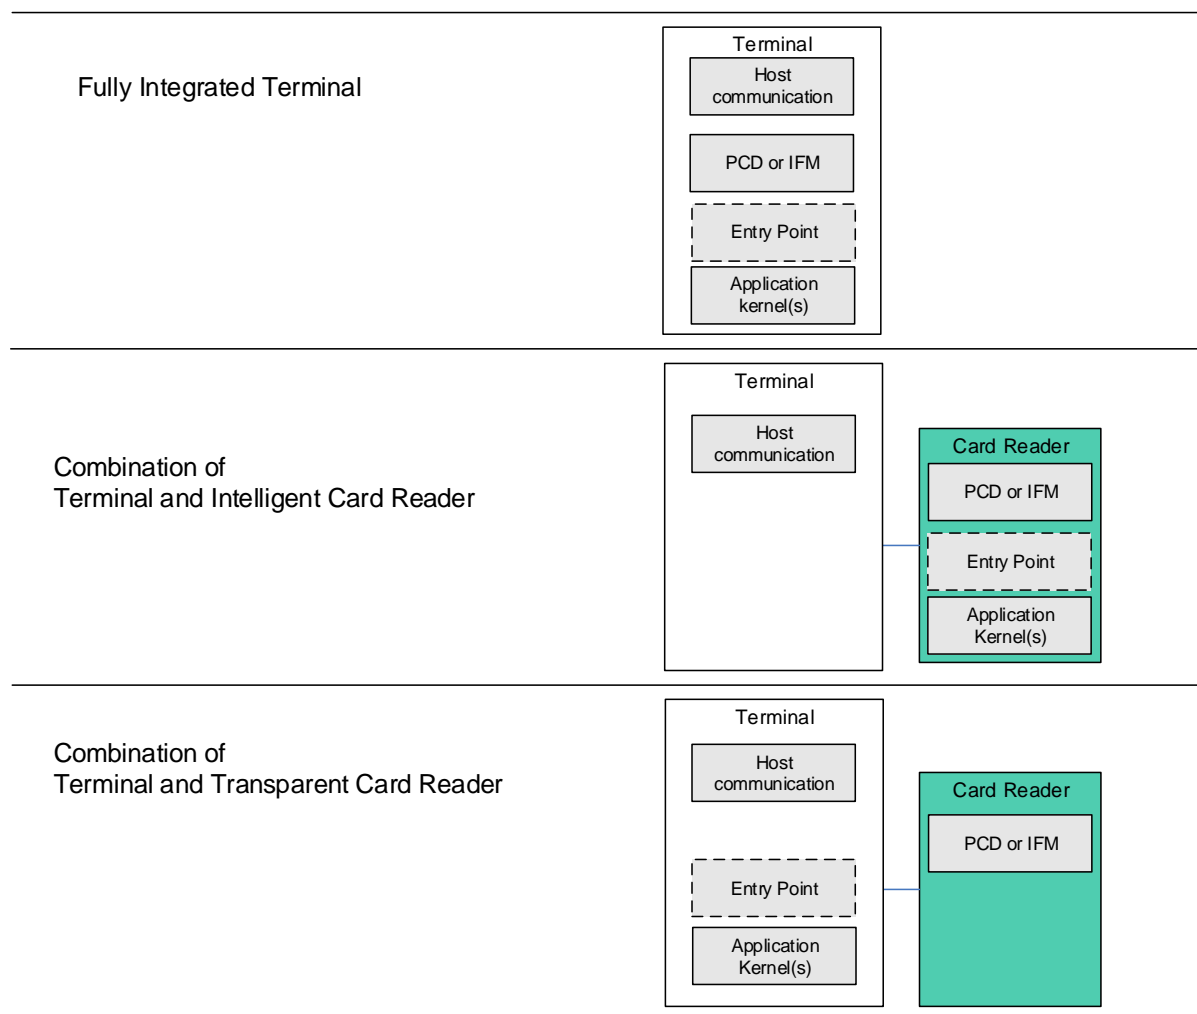 Fully Integrated Terminal
Terminal
Host
communication
PCD or IFM
Entry Point
Application
kernel(s)
Combination of
Terminal and Intelligent Card Reader
Terminal
Host
communication
Card Reader
PCD or IFM
Entry Point
Application
Kernel(s)
Combination of
Terminal and Transparent Card Reader
Terminal
Host
communication
Entry Point
Application
Kernel(s)
Card Reader
PCD or IFM